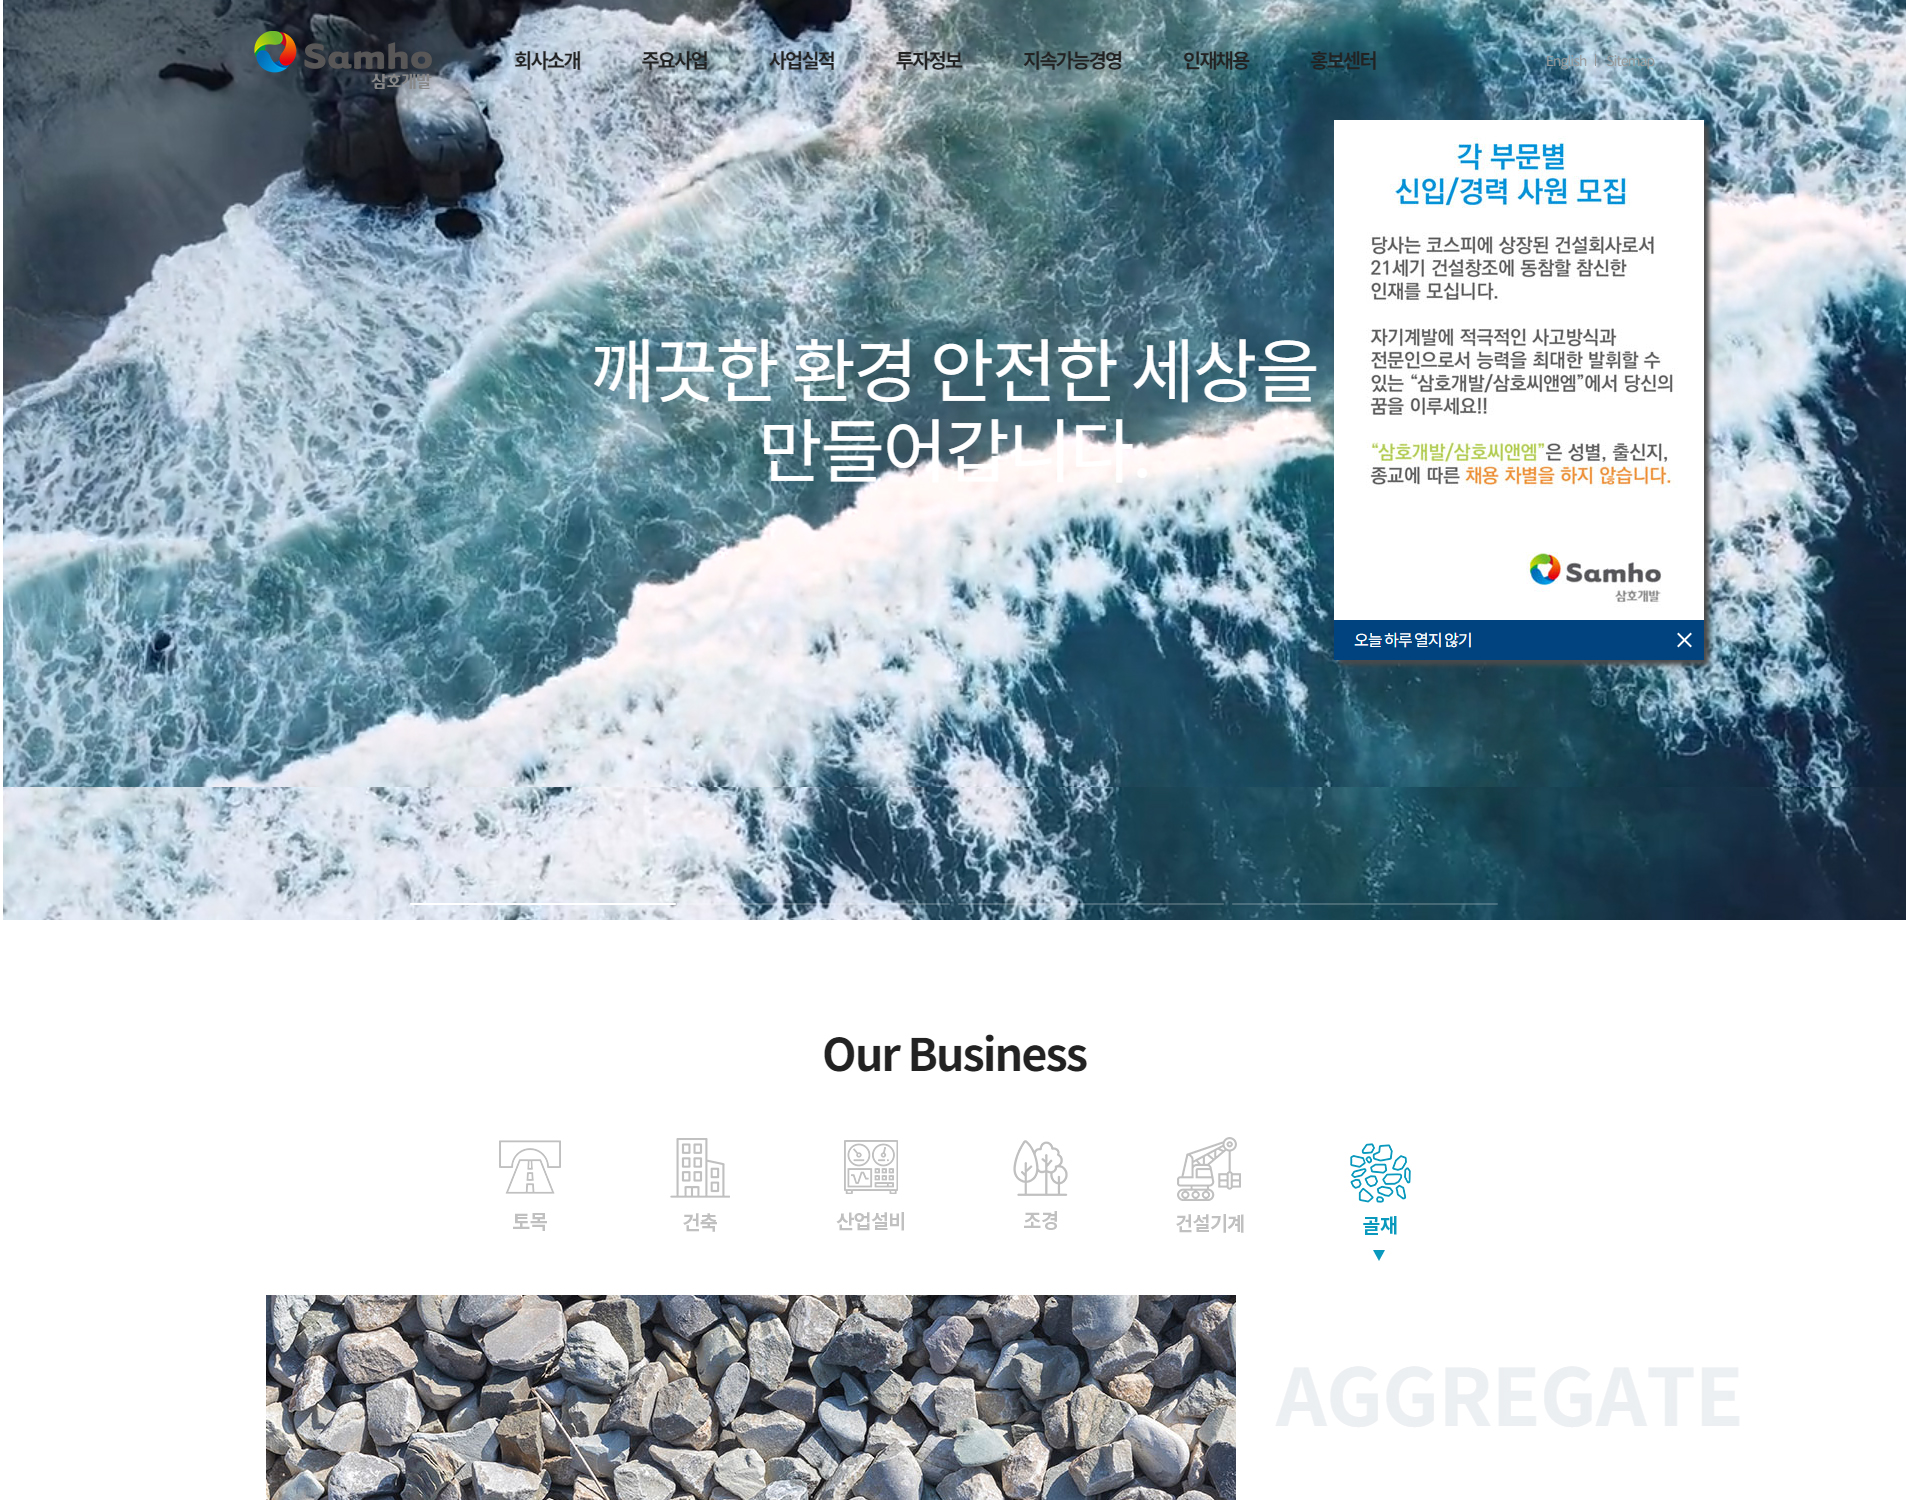 Samho
삼호개발
회사소개 주요사업 사업실적 투자정보 지속가능경영 인재채용 홍보센터
English
깨끗한 환경 안전한 세상을
만들어갑니다.
각 부문별
신입/경력 사원 모집
당사는 코스피에 상장된 건설회사로서
21세기 건설창조에 동참할 참신한
인재를 모십니다.
자기계발에 적극적인 사고방식과
전문인으로서 능력을 최대한 발휘할 수
있는 “삼호개발/삼호씨앤엠”에서 당신의
꿈을 이루세요!!
“삼호개발/삼호씨앤엠”은 성별, 출신지,
종교에 따른 채용 차별을 하지 않습니다.
Samho
삼호개발
오늘 하루 열지 않기
Our Business
토목 건축 산업설비 조경 건설기계 골재
AGGREGATE